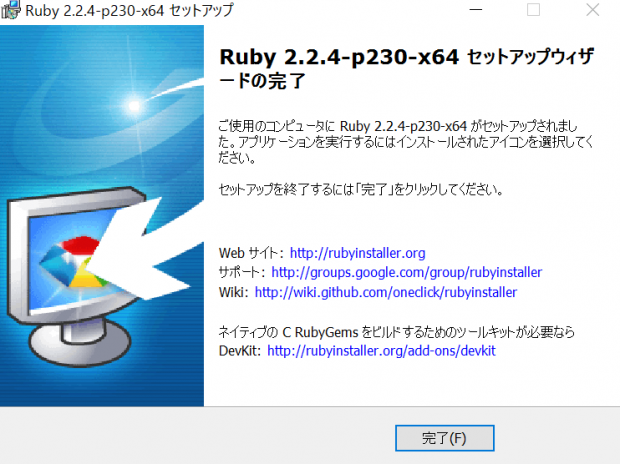 Ruby 2.2.4-p230-x64 セットアップ
Ruby 2.2.4-p230-x64 セットアップウィザ
ードの完了
ご使用のコンピュータに Ruby 2.2.4-p230-x64 がセットアップされまし
た。アプリケーションを実行するにはインストールされたアイコンを選択してく
ださい。
セットアップを終了するには「完了」をクリックしてください。
Web サイト: http://rubyinstaller.org
サポート: http://groups.google.com/group/rubyinstaller
Wiki: http://wiki.github.com/oneclick/rubyinstaller
ネイティブの C RubyGems をビルドするためのツールキットが必要なら
DevKit: http://rubyinstaller.org/add-ons/devkit
完了(F)